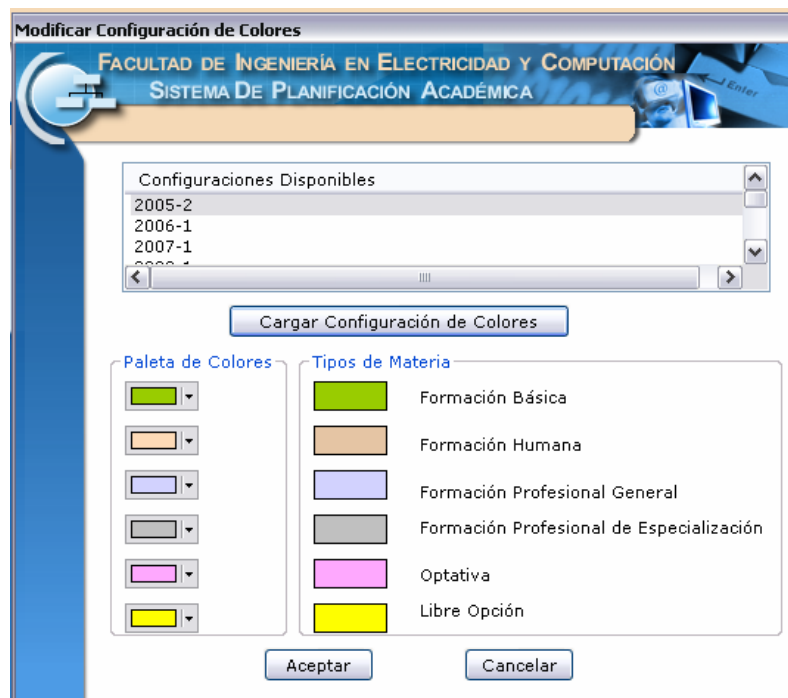 Modificar Configuración de Colores
FACULTAD DE INGENIERÍA EN ELECTRICIDAD Y COMPUTACIÓN
SISTEMA DE PLANIFICACIÓN ACADÉMICA
@
Enter
Configuraciones Disponibles
2005-2
2006-1
2007-1
Cargar Configuración de Colores
Paleta de Colores
Tipos de Materia
Formación Básica
Formación Humana
Formación Profesional General
Formación Profesional de Especialización
Optativa
Libre Opción
Aceptar
Cancelar